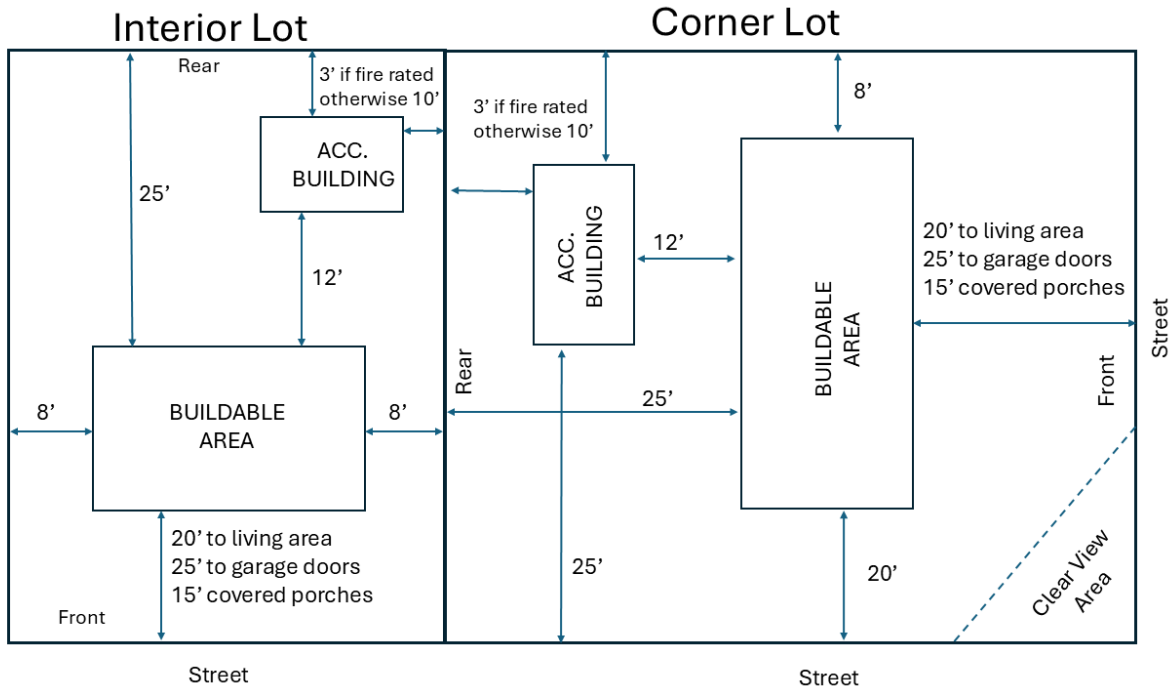 Interior Lot
Rear
3’ if fire rated
otherwise 10’
ACC.
BUILDING
25’
12’
8’
BUILDABLE
AREA
8’
20’ to living area
25’ to garage doors
15’ covered porches
Front
Street
Corner Lot
8’
3’ if fire rated
otherwise 10’
ACC.
BUILDING
12’
BUILDABLE
AREA
20’ to living area
25’ to garage doors
15’ covered porches
Street
Rear
Front
25’
25’
20’
Clear View
Area
Street